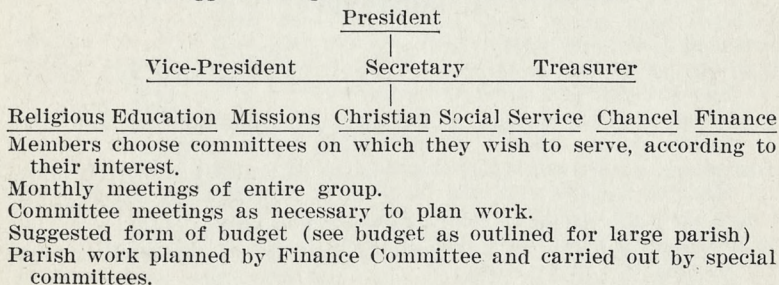 President
Vice-President Secretary Treasurer
Religious Education Missions Christian Social Service Chancel Finance
Members choose committees on which they wish to serve, according to
their interest.
Monthly meetings of entire group.
Committee meetings as necessary to plan work.
Suggested form of budget (see budget as outlined for large parish)
Parish work planned by Finance Committee and carried out by special
committees.